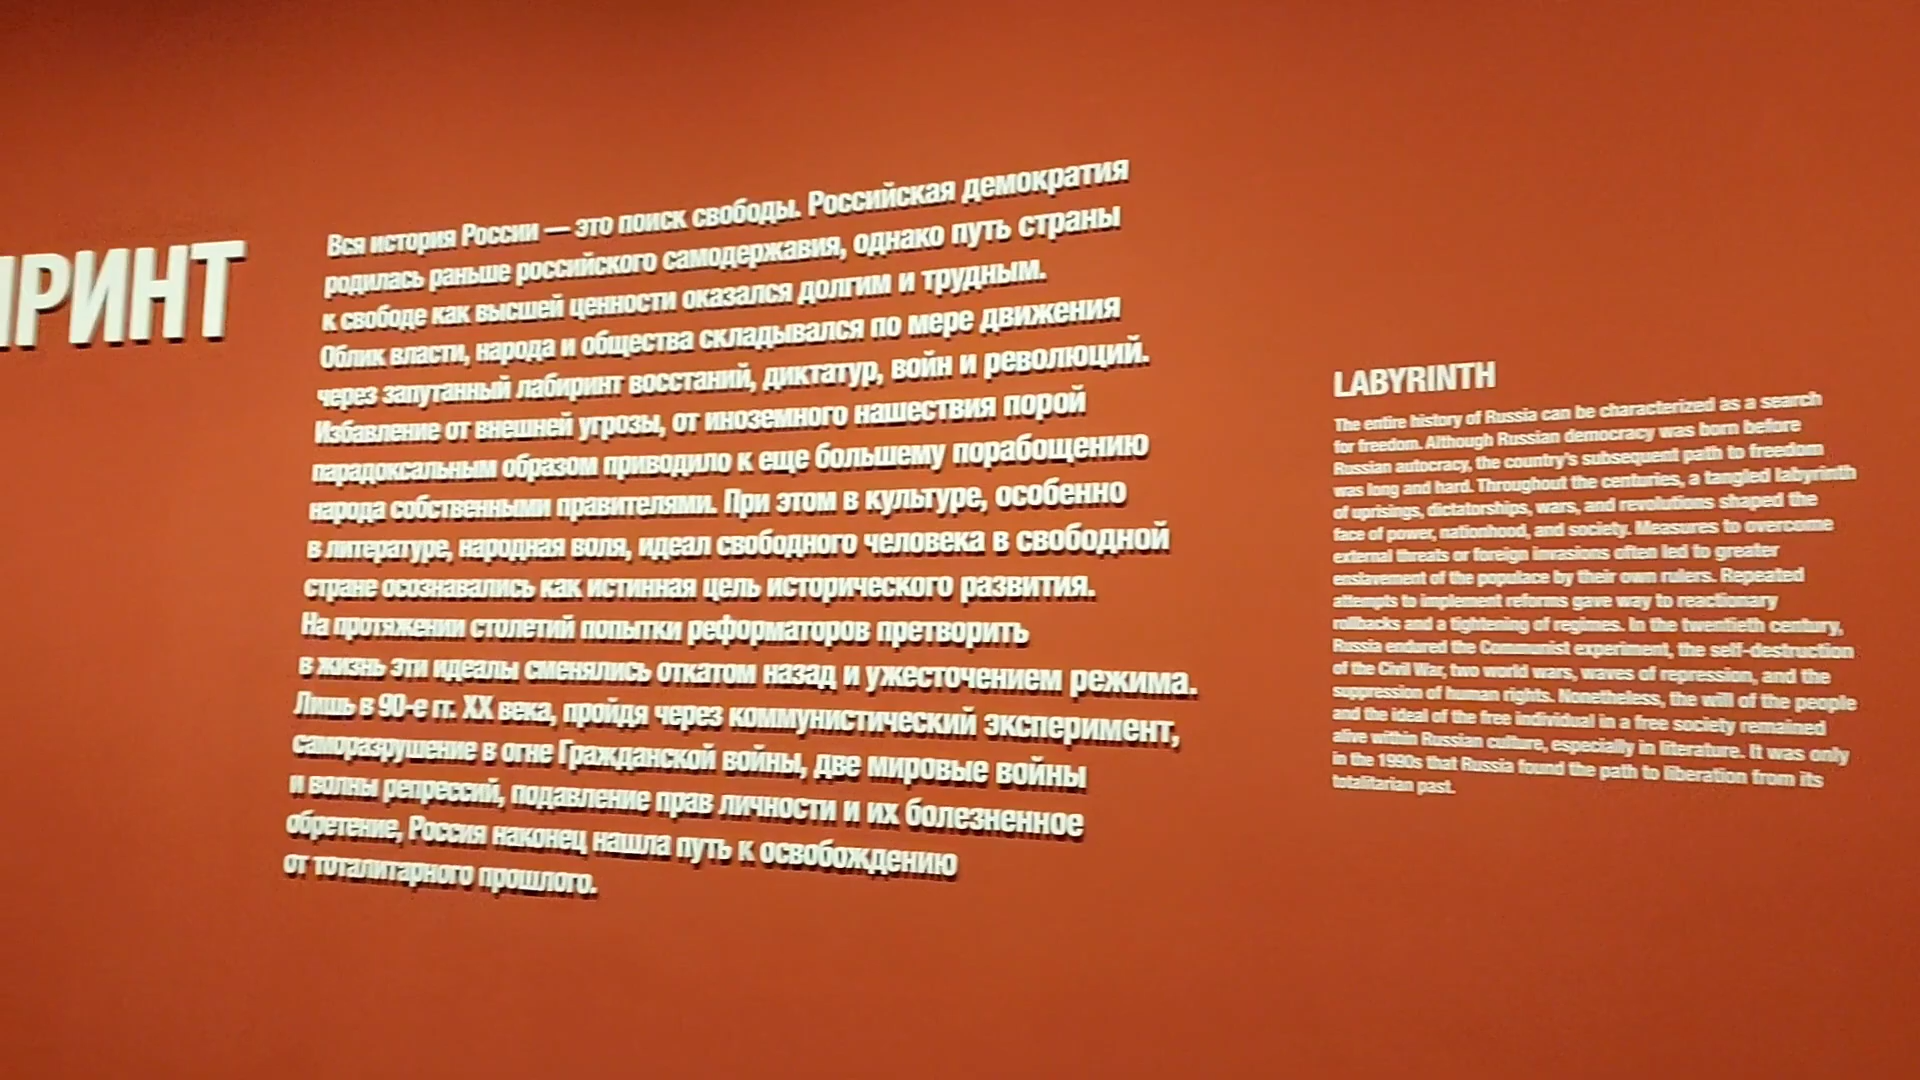 ИРИНТ
Вся история России — это поиск свободы. Российская демократия
родилась раньше российского самодержавия, однако путь страны
к свободе как высшей ценности оказался долгим и трудным.
Облик власти, народа и общества складывался по мере движения
через запутанный лабиринт восстаний, диктатур, войн и революций.
Избавление от внешней угрозы, от иноземного нашествия порой
парадоксальным образом приводило к еще большему порабощению
народа собственными правителями. При этом в культуре, особенно
в литературе, народная воля, идеал свободного человека в свободной
стране осознавались как истинная цель исторического развития.
На протяжении столетий попытки реформаторов претворить
в жизнь эти идеалы сменялись откатом назад и ужесточением режима.
Лишь в 90-е гг. XX века, пройдя через коммунистический эксперимент,
саморазрушение в огне Гражданской войны, две мировые войны
и волны репрессий, подавление прав личности и их болезненное
обретение, Россия наконец нашла путь к освобождению
от тоталитарного прошлого.
LABYRINTH
The entire history of Russia can be characterized as a search
for freedom. Although Russian democracy was born before
Russian autocracy, the country's subsequent path to freedom
was long and hard. Throughout the centuries, a tangled labyrinth
of uprisings, dictatorships, wars, and revolutions shaped the
face of power, nationhood, and society. Measures to overcome
external threats or foreign invasions often led to greater
enslavement of the populace by their own rulers. Repeated
attempts to implement reforms gave way to reactionary
rollbacks and a tightening of regimes. In the twentieth century,
Russia endured the Communist experiment, the self-destruction
of the Civil War, two world wars, waves of repression, and the
suppression of human rights. Nonetheless, the will of the people
and the ideal of the free individual in a free society remained
alive within Russian culture, especially in literature. It was only
in the 1990s that Russia found the path to liberation from its
totalitarian past.